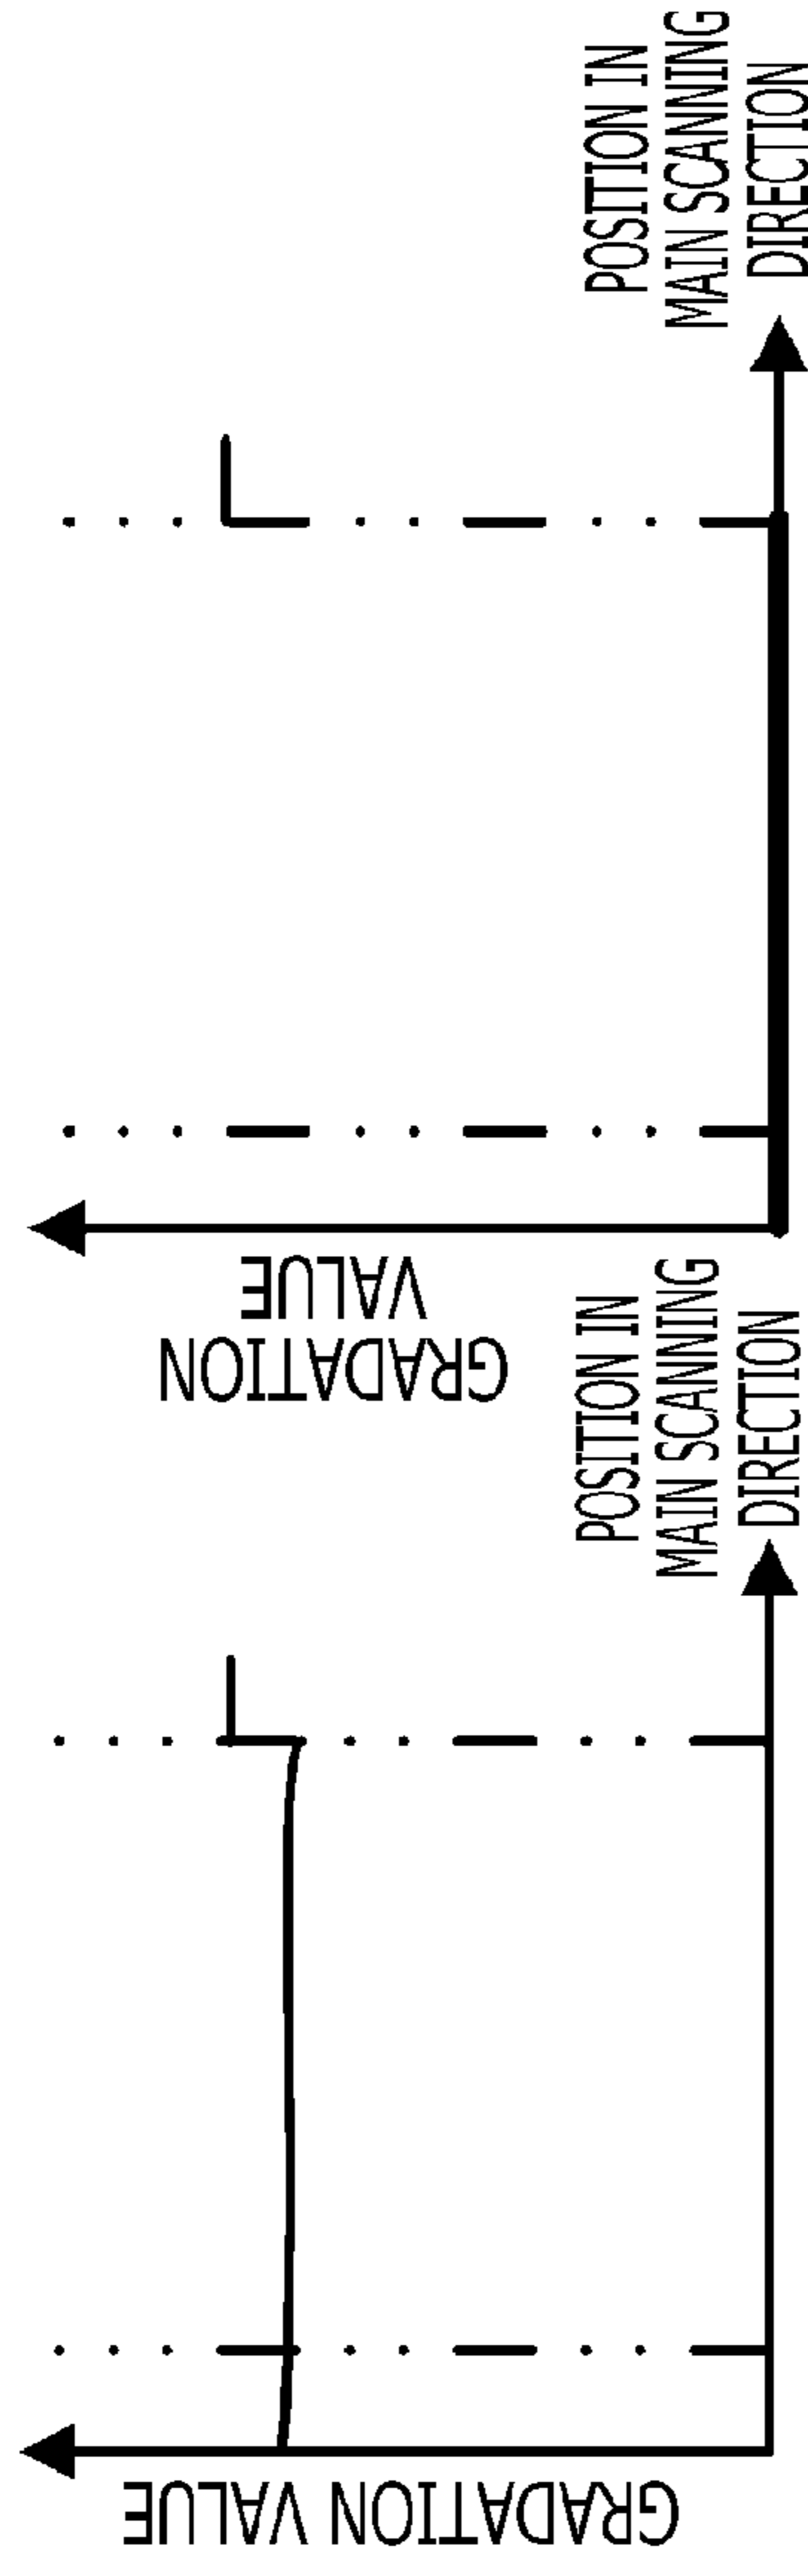 GRADATION VALUE
POSITION IN
MAIN SCANNING
DIRECTION
GRADATION
VALUE
POSITION IN
MAIN SCANNING
DIRECTION